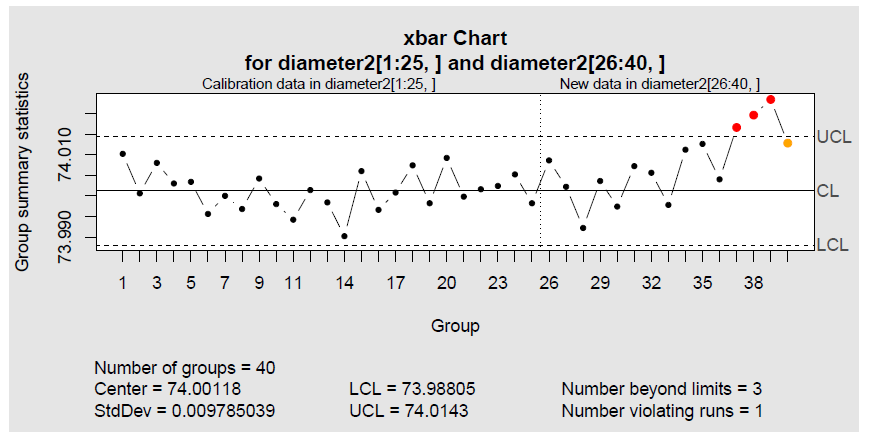 xbar Chart
for diameter2[1:25, ] and diameter2[26:40, ]
Calibration data in diameter2[1:25, ] New data in diameter2[26:40, ]
Group summary statistics
74.010
73.990
UCL
CL
LCL
1 3 5 7 9 11 14 17 20 23 26 29 32 35 38
Group
Number of groups = 40
Center = 74.00118 LCL = 73.98805 Number beyond limits = 3
StdDev = 0.009785039 UCL = 74.0143 Number violating runs = 1